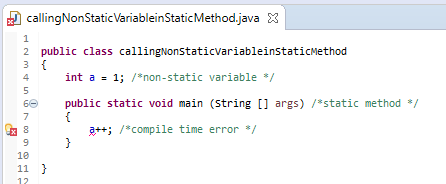 callingNonStaticVariableinStaticMethod.java
1
2 public class callingNonStaticVariableinStaticMethod
3 {
4 int a = 1; /*non-static variable */
5
6 public static void main (String [] args) /*static method */
7 {
8 a++; /*compile time error */
9 }
10
11 }
12